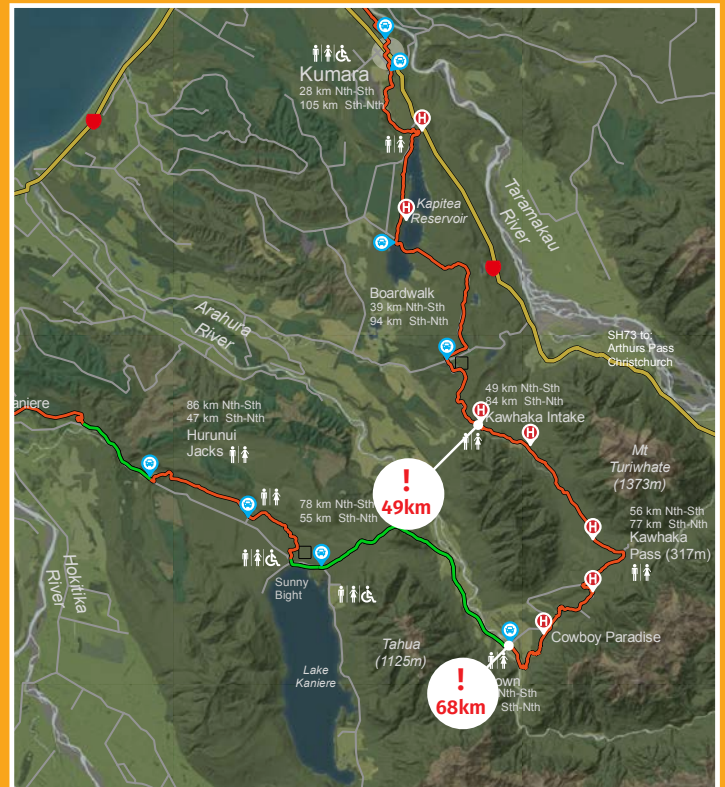 Kumara
28 km Nth-Sth
105 km Sth-Nth
H
H
Kapitea
Reservoir
Taramakau
River
Boardwalk
39 km Nth-Sth
94 km Sth-Nth
Arahura
River
SH73 to:
Arthurs Pass
Christchurch
aniere
86 km Nth-Sth
47 km Sth-Nth
Hurunui
Jacks
49 km Nth-Sth
84 km Sth-Nth
H
Kawhaka Intake
H
Mt
Turiwhate
(1373m)
!
49km
78 km Nth-Sth
55 km Sth-Nth
56 km Nth-Sth
77 km Sth-Nth
H
Kawhaka
Pass (317m)
H
Hokitika
River
Sunny
Bight
H
Cowboy Paradise
Tahua
(1125m)
Lake
Kaniere
own
Nth-Sth
Sth-Nth
!
68km